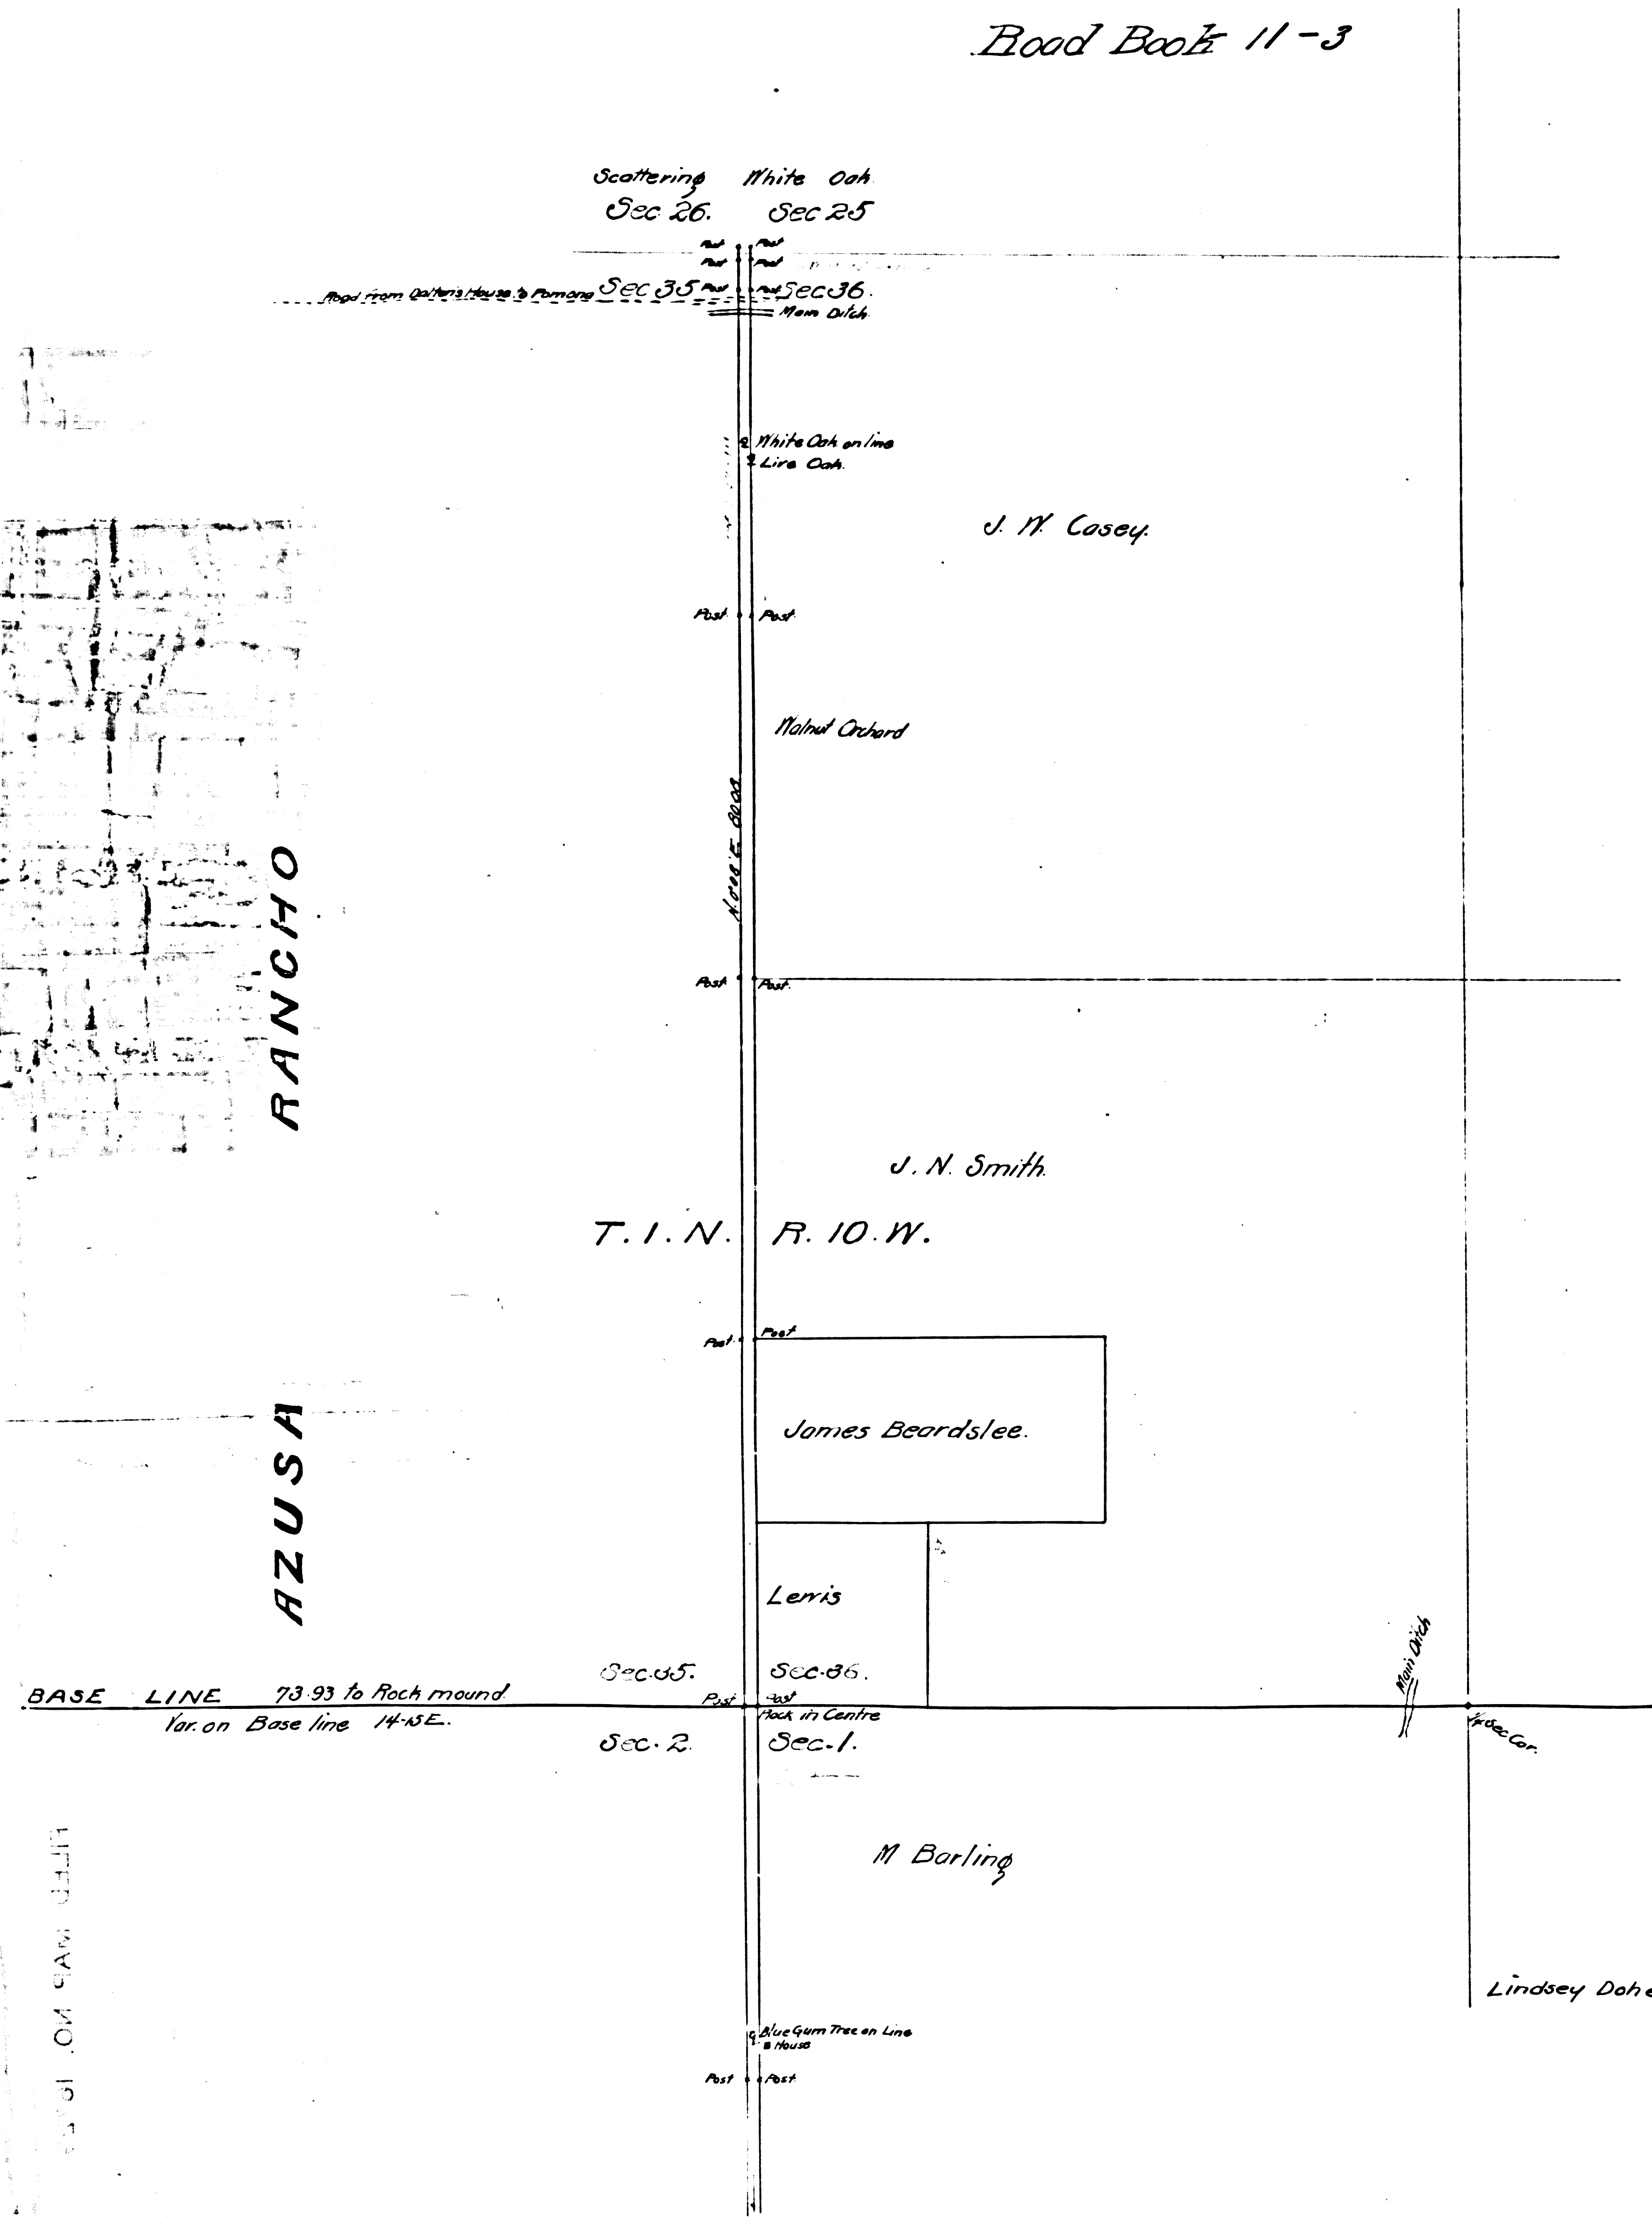 Road Book 11-3
Scattering White Oak
Sec 26. Sec 25
Post Post
Post Post
Road from Dalton's House to Pomona Sec 35 Post Post Sec 36.
Main Ditch
White Oak on line
Live Oak.
J. W. Casey.
Post Post
Walnut Orchard
RANCHO
Post Post.
J. N. Smith.
T. 1. N. R. 10. W.
Post Post
James Beardslee.
AZUSA
Lewis
Sec. 35. Sec. 36.
Main Ditch
BASE LINE 73.93 to Rock mound. Post Post
Rock in Centre
Var. on Base line 14-15E.
¼ Sec Cor.
Sec. 2. Sec. 1.
M Barling
FILED MAP NO.
Lindsey Dohe
Blue Gum Tree on Line
House
Post Post